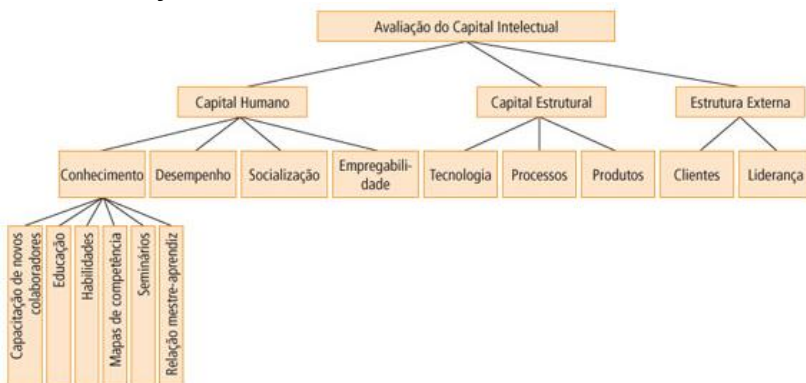 Avaliação do Capital Intelectual
Capital Humano
Capital Estrutural
Estrutura Externa
Conhecimento
Desempenho
Socialização
Empregabili-
dade
Tecnologia
Processos
Produtos
Clientes
Liderança
Capacitação de novos
colaboradores
Educação
Habilidades
Mapas de competência
Seminários
Relação mestre-aprendiz